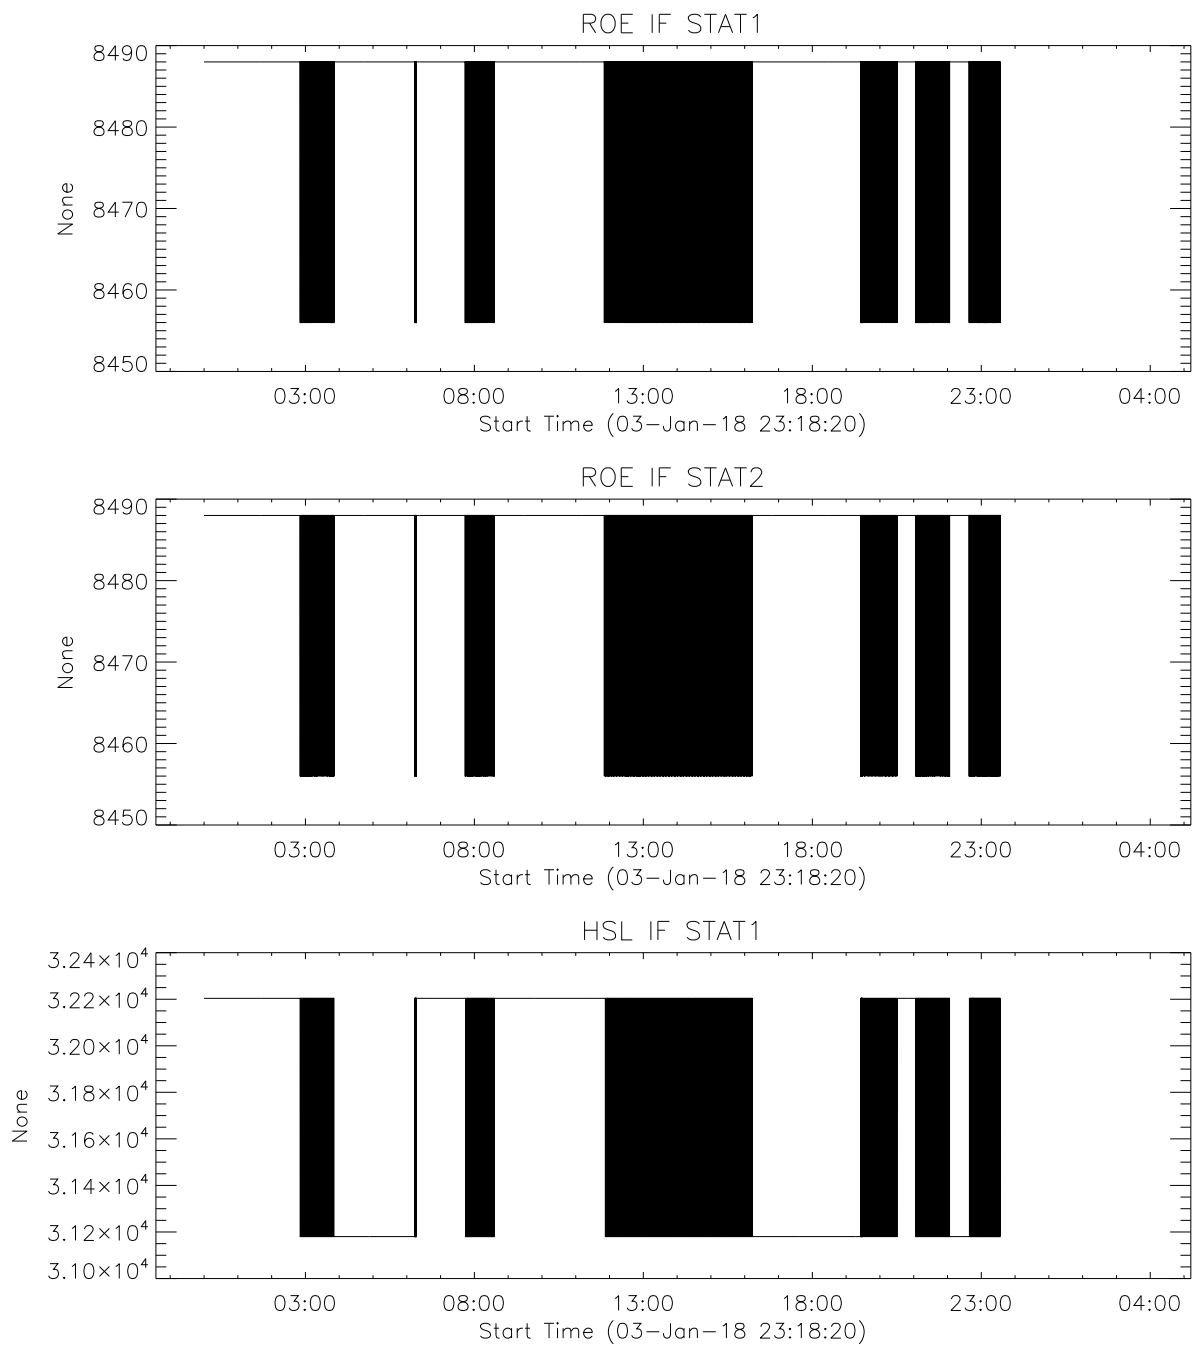 ROE IF STAT1
8490
8480
8470
8460
8450
None
03:00 08:00 13:00 18:00 23:00 04:00
Start Time (03-Jan-18 23:18:20)
ROE IF STAT2
8490
8480
8470
8460
8450
None
03:00 08:00 13:00 18:00 23:00 04:00
Start Time (03-Jan-18 23:18:20)
HSL IF STAT1
3.24×10⁴
3.22×10⁴
3.20×10⁴
3.18×10⁴
3.16×10⁴
3.14×10⁴
3.12×10⁴
3.10×10⁴
None
03:00 08:00 13:00 18:00 23:00 04:00
Start Time (03-Jan-18 23:18:20)